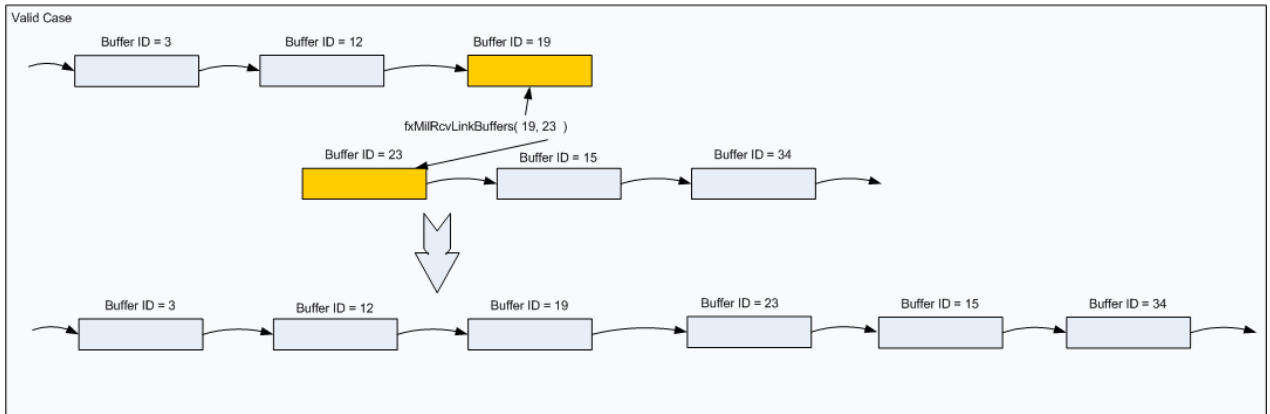 Valid Case
Buffer ID = 3
Buffer ID = 12
Buffer ID = 19
fxMilRcvLinkBuffers( 19, 23  )
Buffer ID = 23
Buffer ID = 15
Buffer ID = 34
Buffer ID = 3
Buffer ID = 12
Buffer ID = 19
Buffer ID = 23
Buffer ID = 15
Buffer ID = 34